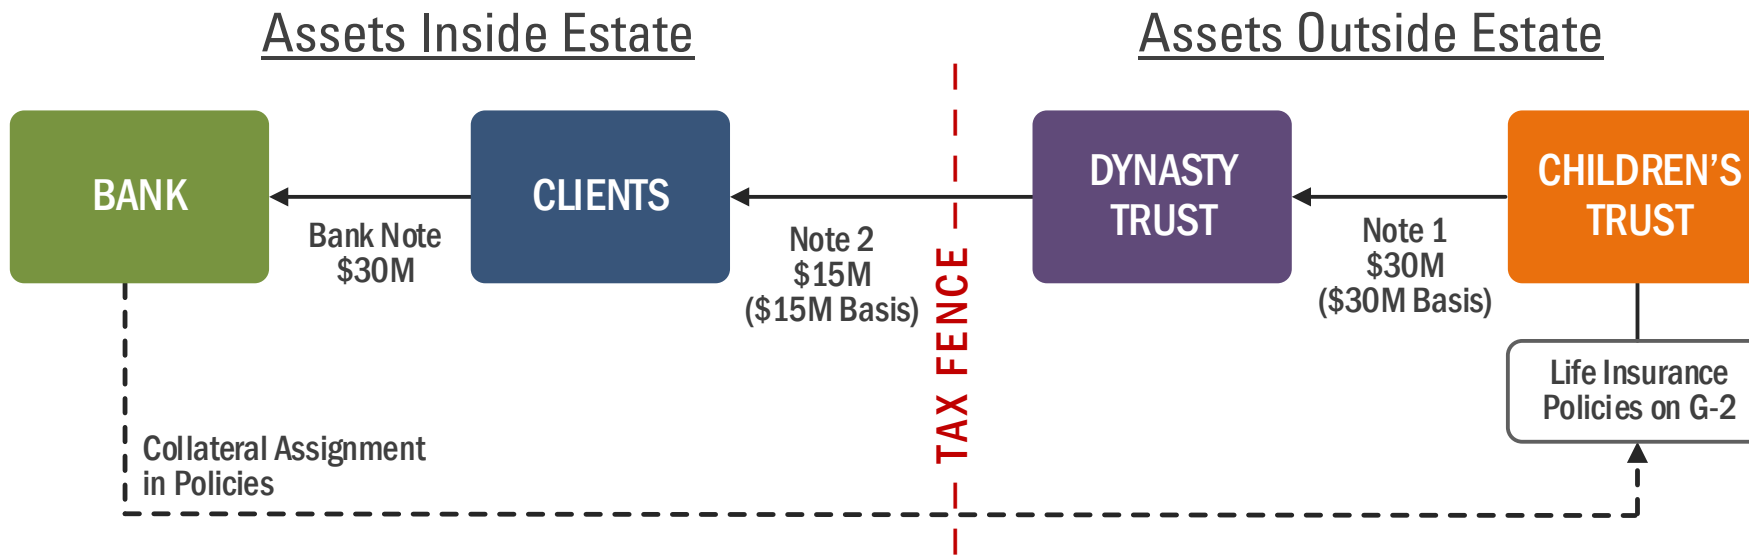 Assets Inside Estate
Assets Outside Estate
BANK
CLIENTS
DYNASTY
TRUST
CHILDREN'S
TRUST
Bank Note
$30M
Note 2
$15M
($15M Basis)
TAX FENCE
Note 1
$30M
($30M Basis)
Life Insurance
Policies on G-2
Collateral Assignment
in Policies